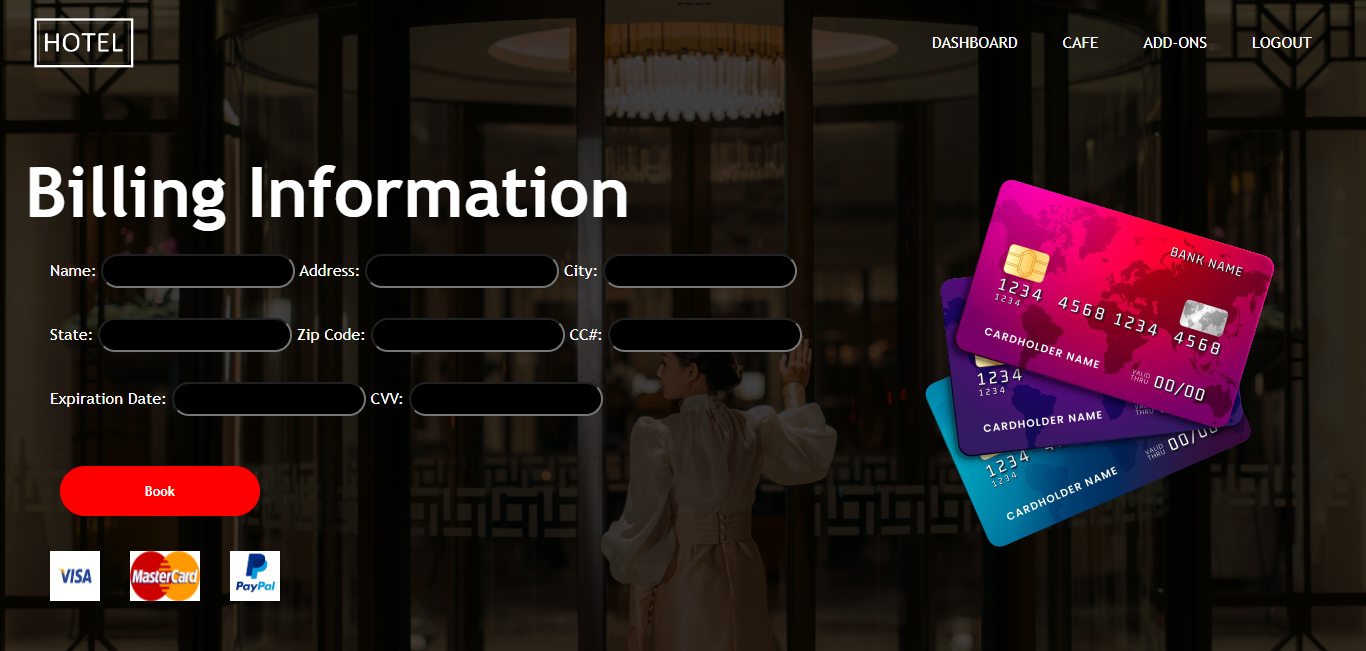 HOTEL
DASHBOARD CAFE ADD-ONS LOGOUT
Billing Information
Name: Address: City:
State: Zip Code: CC#:
Expiration Date: CVV:
Book
VISA MasterCard PayPal
BANK NAME
1234 4568 1234 4568
1234
CARDHOLDER NAME
VALID THRU 00/00
1234
1234
CARDHOLDER NAME
VALID THRU
1234
1234
CARDHOLDER NAME
VALID THRU 00/00